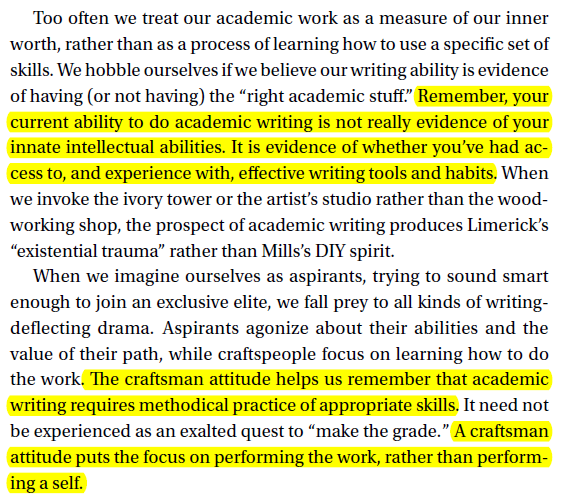 Too often we treat our academic work as a measure of our inner
worth, rather than as a process of learning how to use a specific set of
skills. We hobble ourselves if we believe our writing ability is evidence
of having (or not having) the “right academic stuff.” Remember, your
current ability to do academic writing is not really evidence of your
innate intellectual abilities. It is evidence of whether you’ve had ac-
cess to, and experience with, effective writing tools and habits. When
we invoke the ivory tower or the artist’s studio rather than the wood-
working shop, the prospect of academic writing produces Limerick’s
“existential trauma” rather than Mills’s DIY spirit.
When we imagine ourselves as aspirants, trying to sound smart
enough to join an exclusive elite, we fall prey to all kinds of writing-
deflecting drama. Aspirants agonize about their abilities and the
value of their path, while craftspeople focus on learning how to do
the work. The craftsman attitude helps us remember that academic
writing requires methodical practice of appropriate skills. It need not
be experienced as an exalted quest to “make the grade.” A craftsman
attitude puts the focus on performing the work, rather than perform-
ing a self.